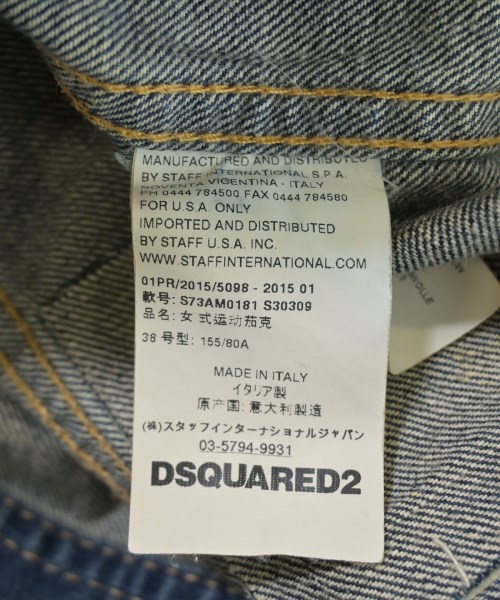 MANUFACTURED AND DISTRIBUTED
BY STAFF INTERNATIONAL S.P.A.
NOVENTA VIGENTINA - ITALY
PH 0444 784500 FAX 0444 784580
FOR U.S.A. ONLY
IMPORTED AND DISTRIBUTED
BY STAFF U.S.A. INC.
WWW.STAFFINTERNATIONAL.COM
01PR/2015/5098 - 2015 01
款号: S73AM0181 S30309
品名: 女式运动茄克
38 号型: 155/80A
MADE IN ITALY
イタリア製
原产国: 意大利製造
(株)スタッフインターナショナルジャパン
03-5794-9931
DSQUARED2